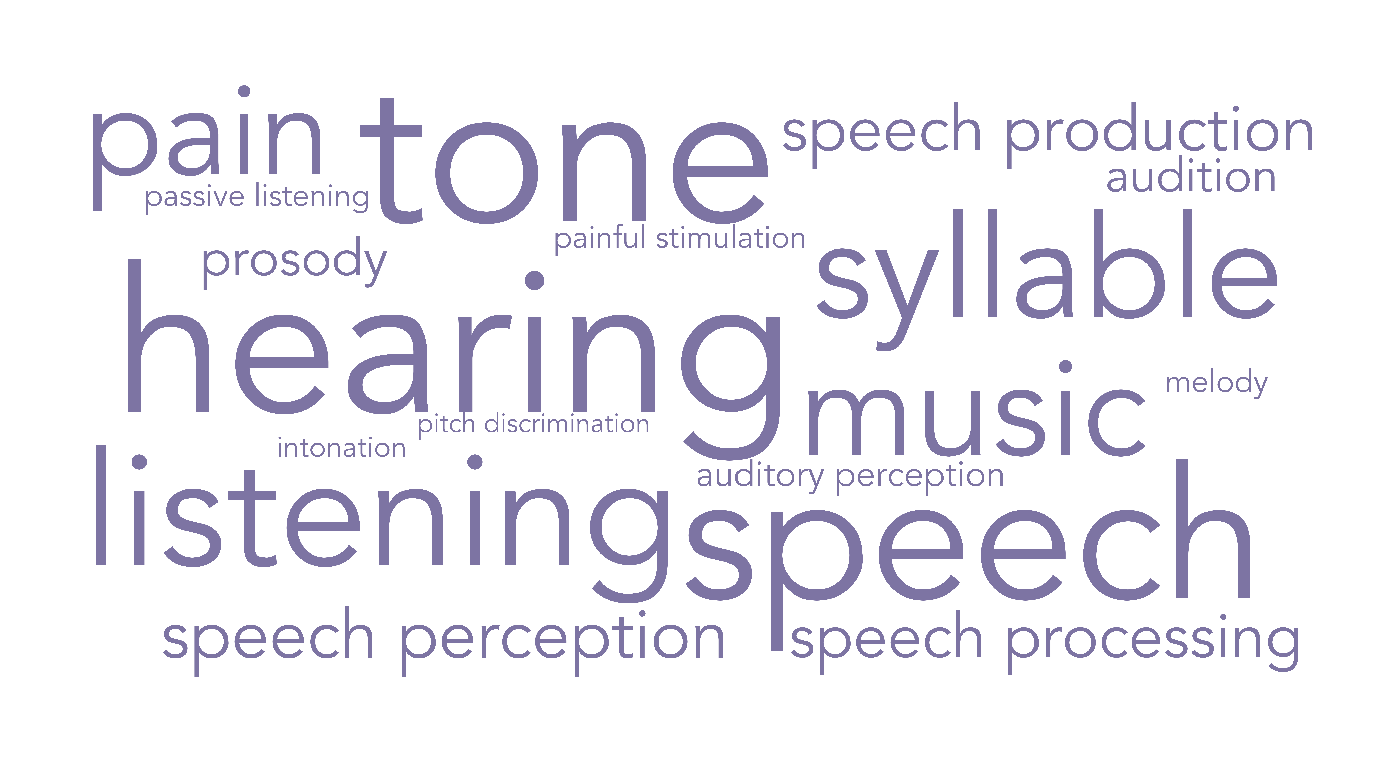 pain
tone
speech production
passive listening
audition
prosody
painful stimulation
syllable
hearing
music
melody
pitch discrimination
intonation
auditory perception
listening
speech
speech perception
speech processing